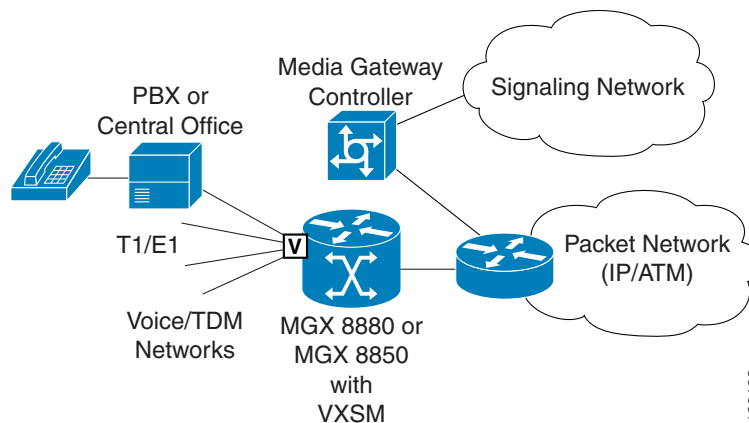 Media Gateway
Controller
Signaling Network
PBX or
Central Office
T1/E1
V
Packet Network
(IP/ATM)
Voice/TDM
Networks
MGX 8880 or
MGX 8850
with
VXSM